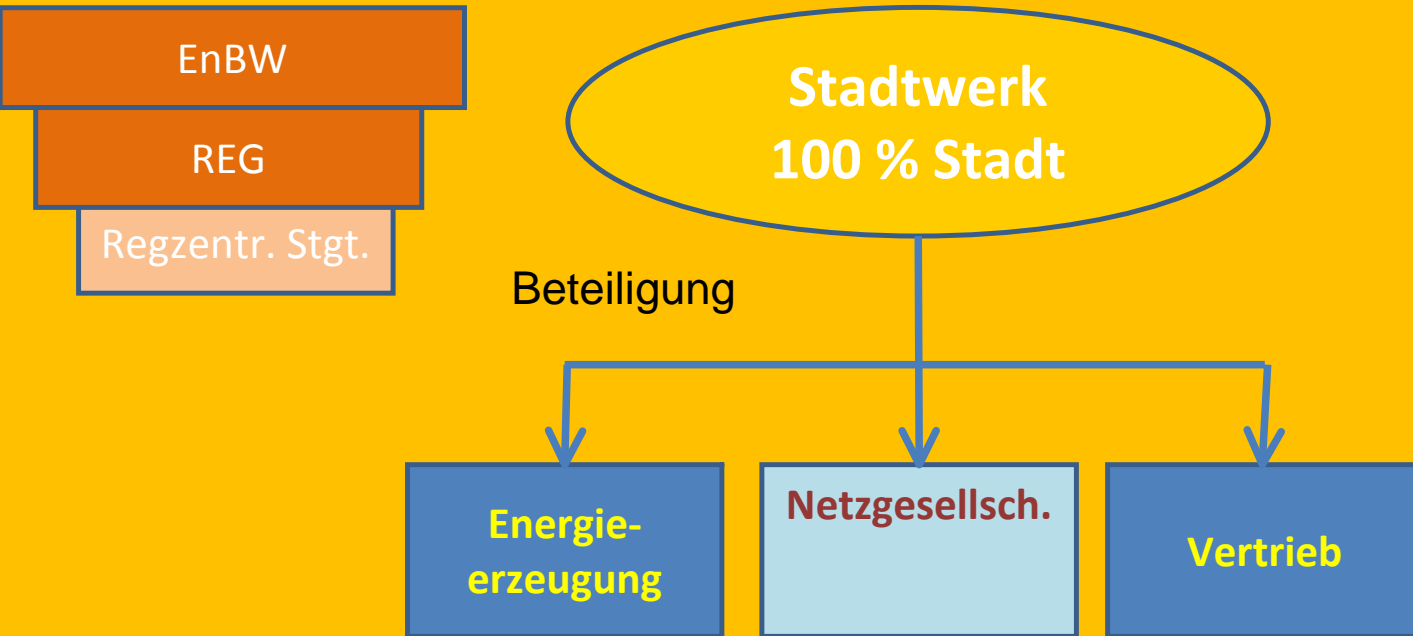 EnBW
REG
Regzentr. Stgt.
Stadtwerk
100 % Stadt
Beteiligung
Energie-
erzeugung
Netzgesellsch.
Vertrieb